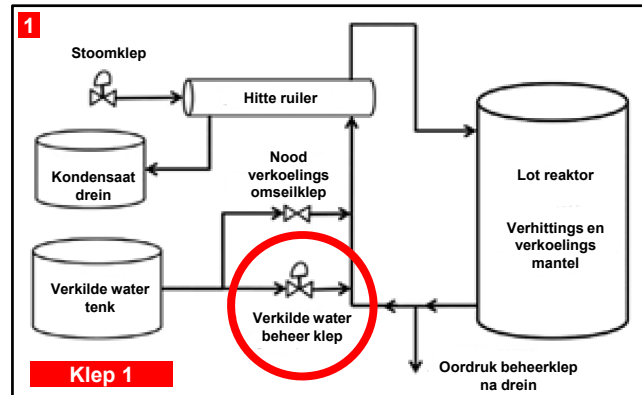 1
Stoomklep
Hitte ruiler
Kondensaat
drein
Nood
verkoelings
omseilklep
Lot reaktor
Verhittings en
verkoelings
mantel
Verkilde water
tenk
Verkilde water
beheer klep
Klep 1
Oordruk beheerklep
na drein